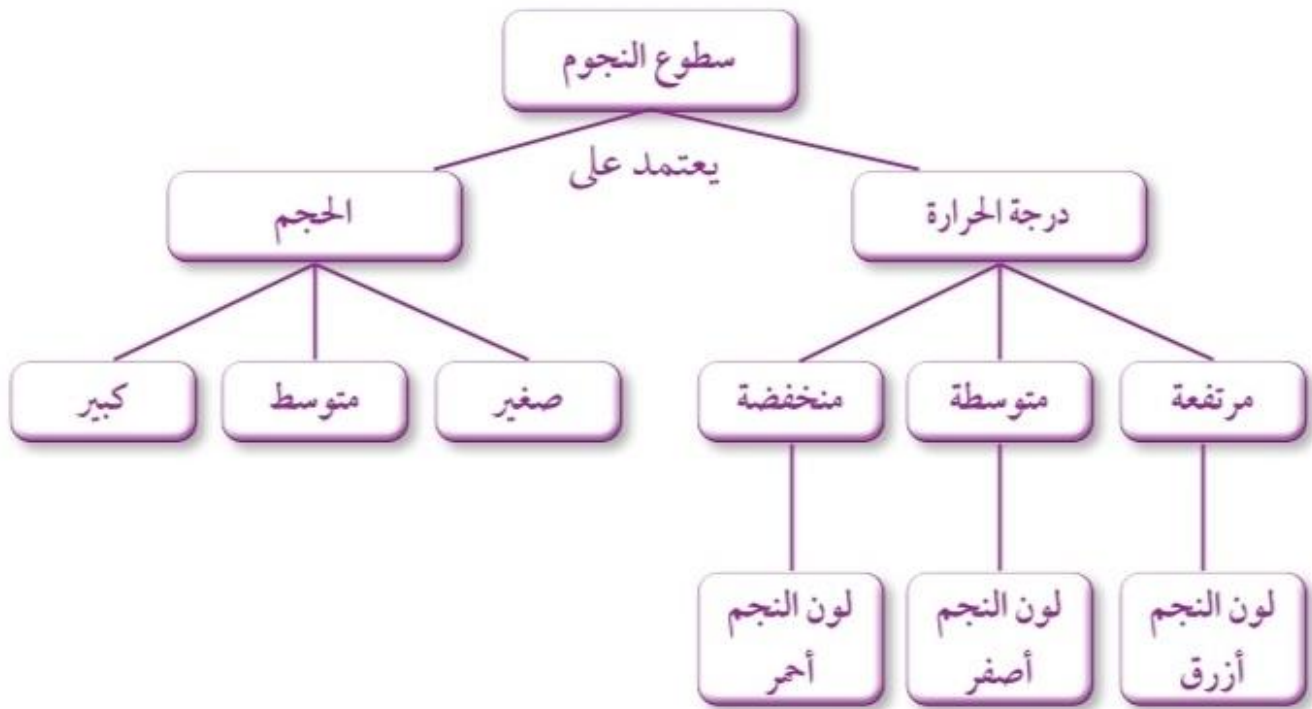 سطوع النجوم
يعتمد على
درجة الحرارة
الحجم
مرتفعة
متوسطة
منخفضة
صغير
متوسط
كبير
لون النجم
أزرق
لون النجم
أصفر
لون النجم
أحمر